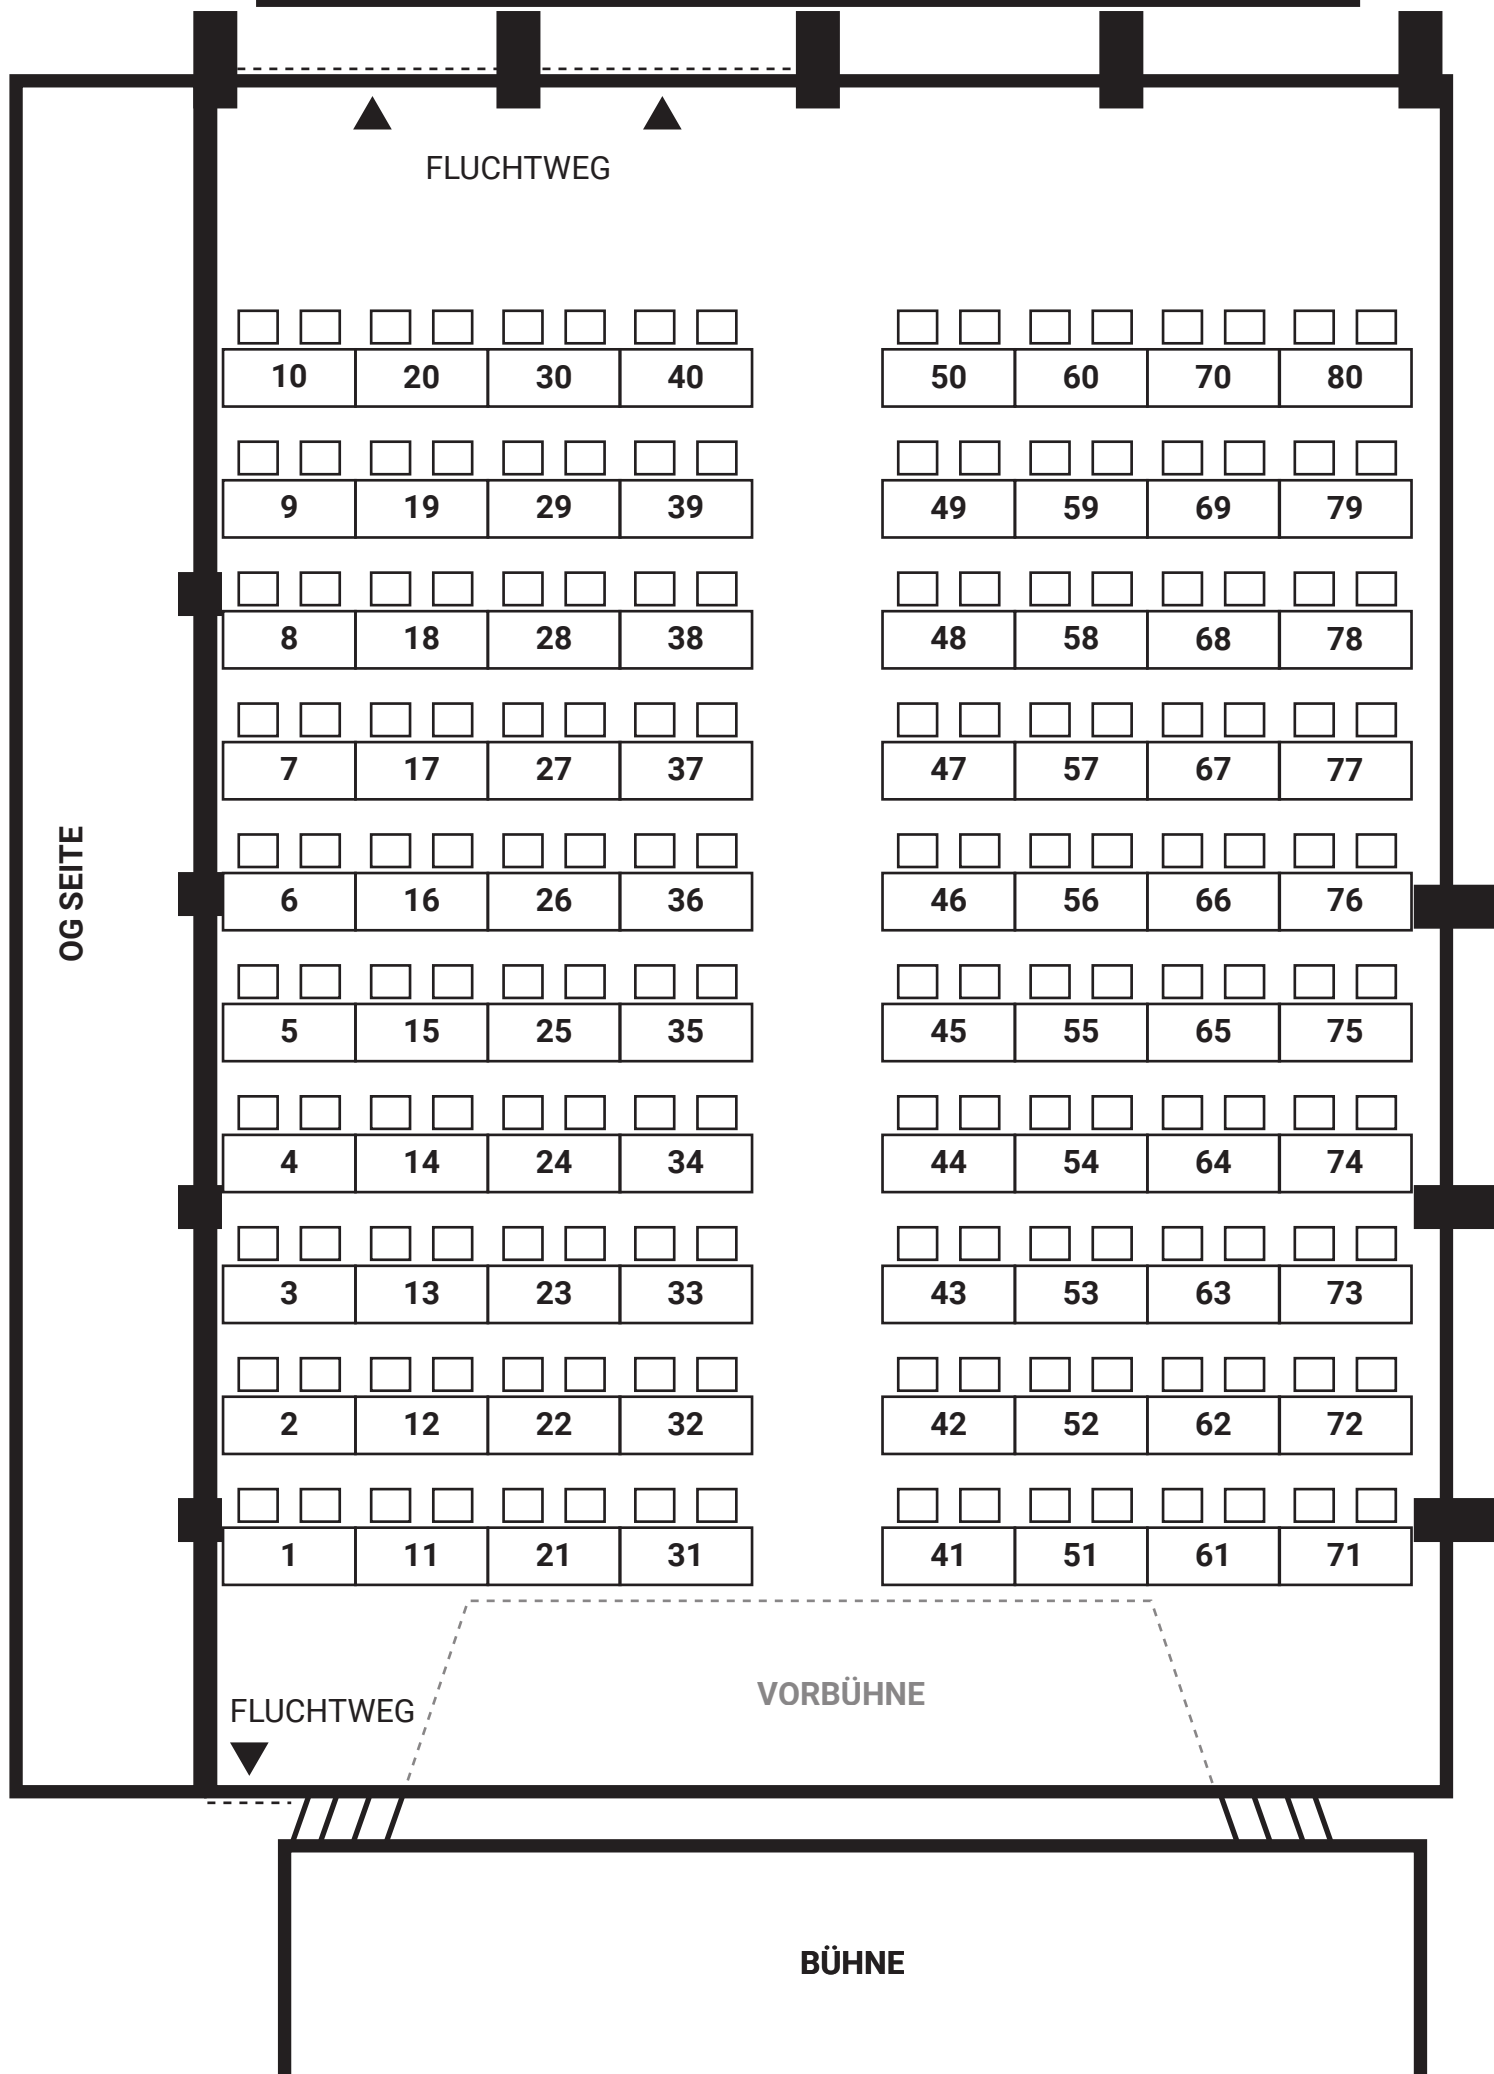 FLUCHTWEG
10 20 30 40 50 60 70 80
9 19 29 39 49 59 69 79
8 18 28 38 48 58 68 78
7 17 27 37 47 57 67 77
OG SEITE
6 16 26 36 46 56 66 76
5 15 25 35 45 55 65 75
4 14 24 34 44 54 64 74
3 13 23 33 43 53 63 73
2 12 22 32 42 52 62 72
1 11 21 31 41 51 61 71
VORBÜHNE
FLUCHTWEG
BÜHNE